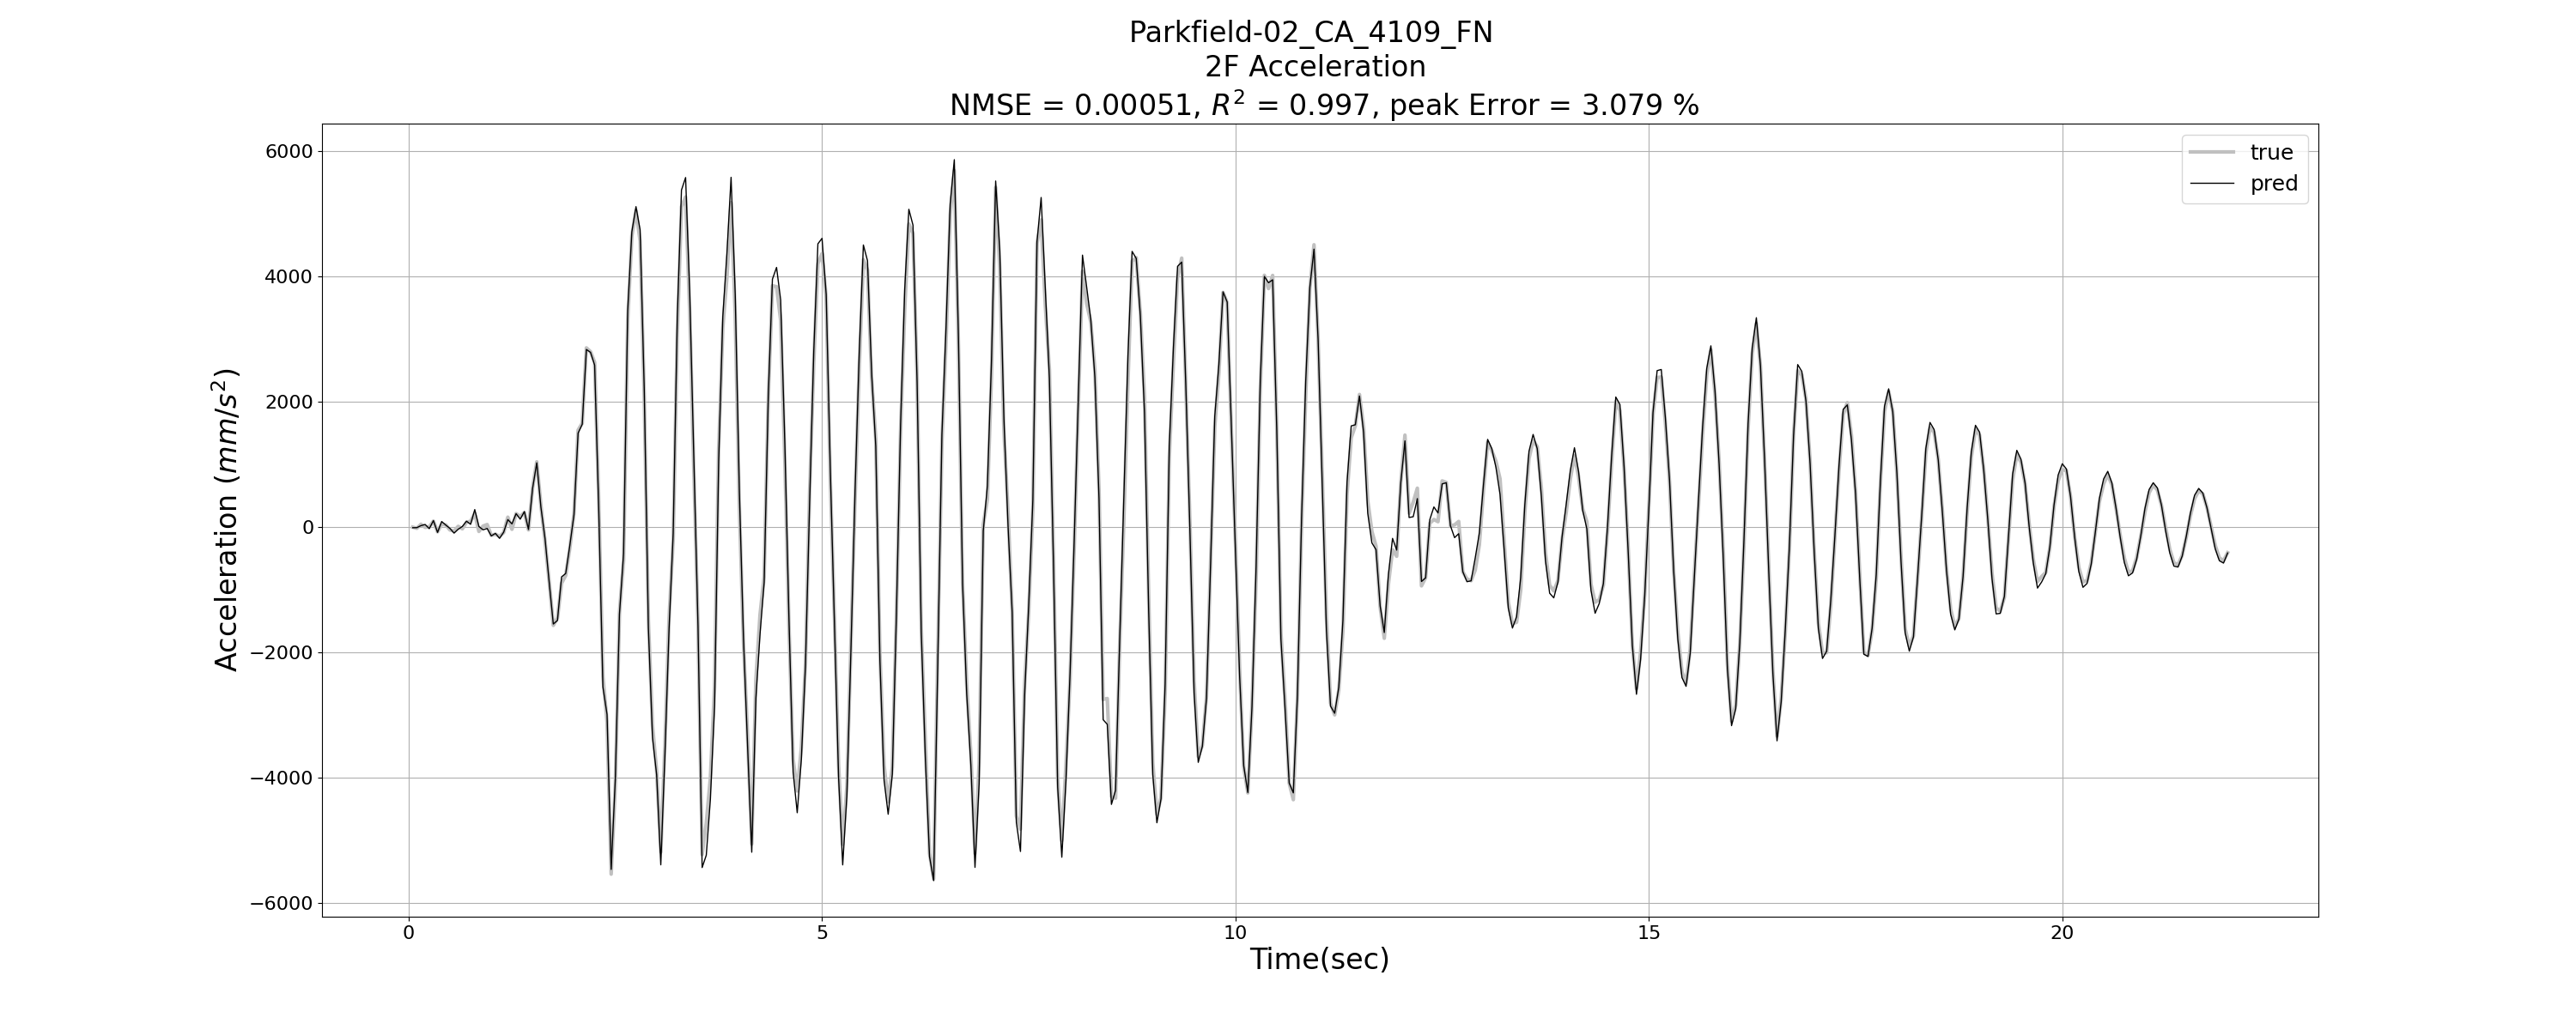 Parkfield-02_CA_4109_FN
2F Acceleration
NMSE = 0.00051, R² = 0.997, peak Error = 3.079 %
true
pred
6000
4000
2000
0
−2000
−4000
−6000
Acceleration (mm/s²)
0 5 10 15 20
Time(sec)